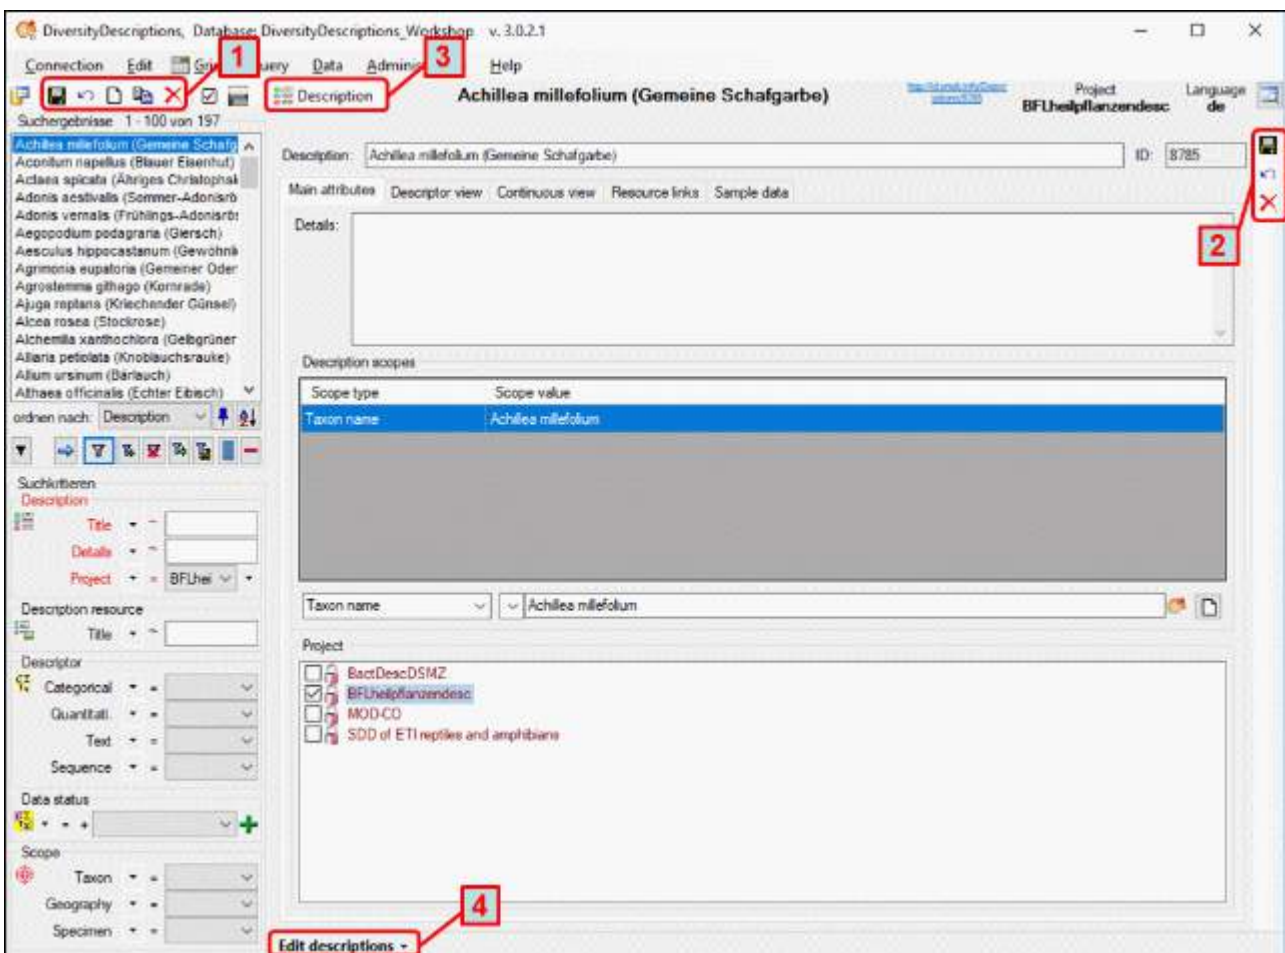 DiversityDescriptions, Database: DiversityDescriptions_Workshop v. 3.0.2.1
Connection Edit Query Data Help
1
3
Description Achillea millefolium (Gemeine Schafgarbe) Project Language
BFLheilpflanzendesc de
Suchergebnisse 1 - 100 von 197
Achillea millefolium (Gemeine Schafg
Aconitum napellus (Blauer Eisenhut)
Actaea spicata (Ähriges Christophsk
Adonis aestivalis (Sommer-Adonisrö
Adonis vernalis (Frühlings-Adonisrös
Aegopodium podagraria (Giersch)
Aesculus hippocastanum (Gewöhnli
Agrimonia eupatoria (Gemeiner Oder
Agrostemma githago (Kornrade)
Ajuga reptans (Kriechender Günsel)
Alcea rosea (Stockrose)
Alchemilla xanthochlora (Gelbgrüner
Alliaria petiolata (Knoblauchsrauke)
Allium ursinum (Bärlauch)
Althaea officinalis (Echter Eibisch)
ordnen nach: Description
Suchkriterien
Description
Title ~
Details ~
Project = BFLhei
Description resource
Title ~
Descriptor
Categorical =
Quantitati. =
Text =
Sequence =
Data status
Scope
Taxon =
Geography =
Specimen =
Description: Achillea millefolium (Gemeine Schafgarbe) ID: 8785
Main attributes Descriptor view Continuous view Resource links Sample data
2
Details:
Description scopes
Scope type Scope value
Taxon name Achillea millefolium
Taxon name Achillea millefolium
Project
BactDescDSMZ
BFLheilpflanzendesc
MOD-CO
SDD of ETI reptiles and amphibians
4
Edit descriptions